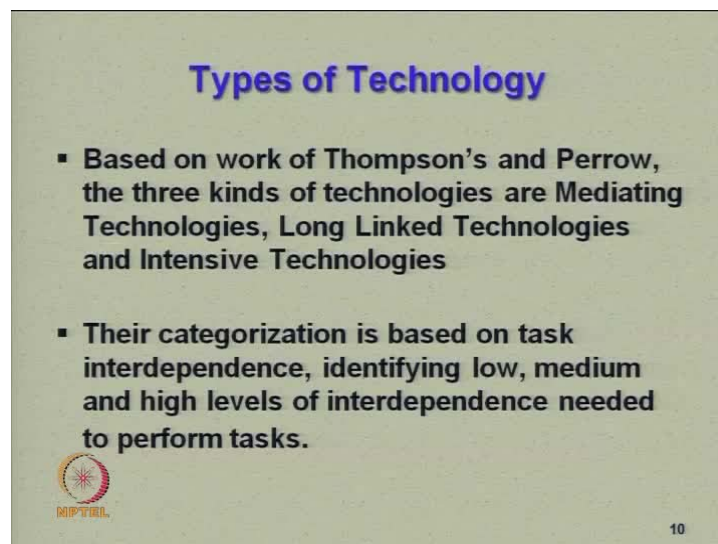 Types of Technology
▪ Based on work of Thompson's and Perrow,
the three kinds of technologies are Mediating
Technologies, Long Linked Technologies
and Intensive Technologies
▪ Their categorization is based on task
interdependence, identifying low, medium
and high levels of interdependence needed
to perform tasks.
NPTEL
10